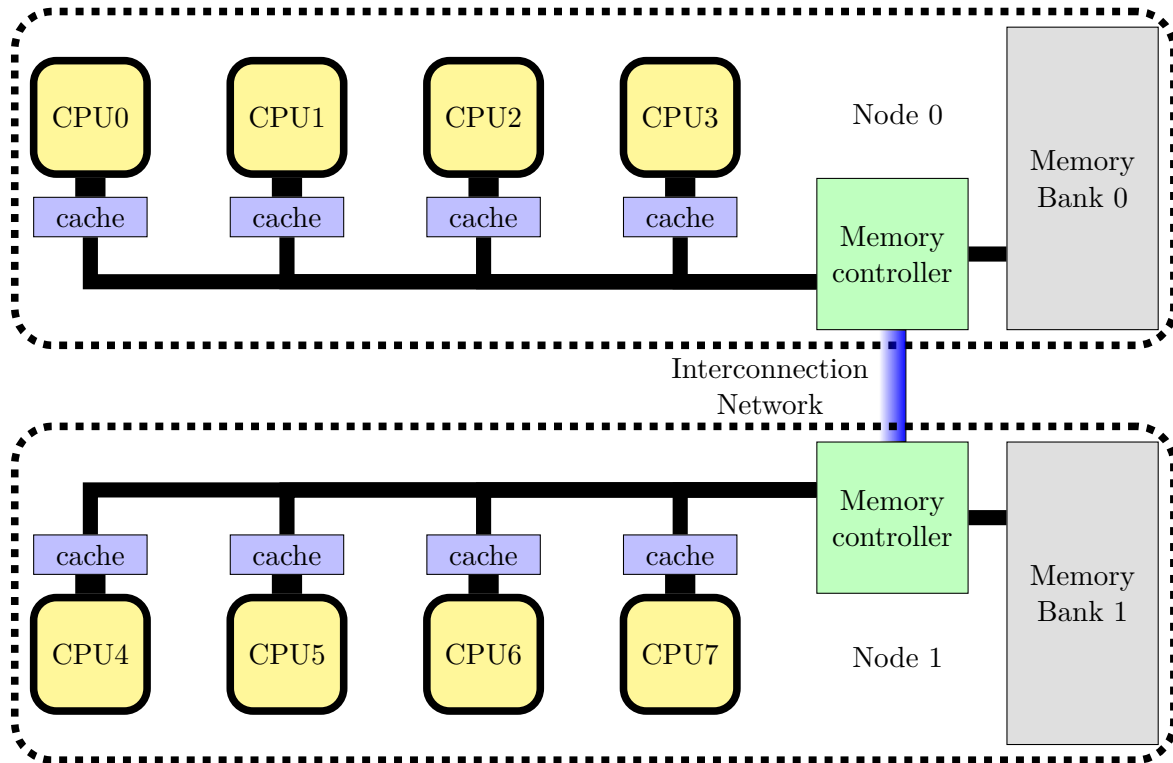 CPU0
CPU1
CPU2
CPU3
Node 0
Memory
Bank 0
cache
cache
cache
cache
Memory
controller
Interconnection
Network
Memory
controller
cache
cache
cache
cache
Memory
Bank 1
CPU4
CPU5
CPU6
CPU7
Node 1